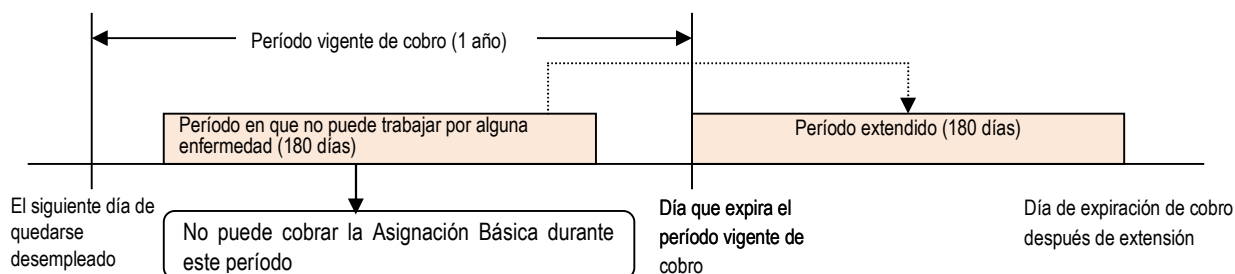 Período vigente de cobro (1 año)
Período en que no puede trabajar por alguna
enfermedad (180 días)
Período extendido (180 días)
El siguiente día de
quedarse
desempleado
No puede cobrar la Asignación Básica durante
este período
Día que expira el
período vigente de
cobro
Día de expiración de cobro
después de extensión